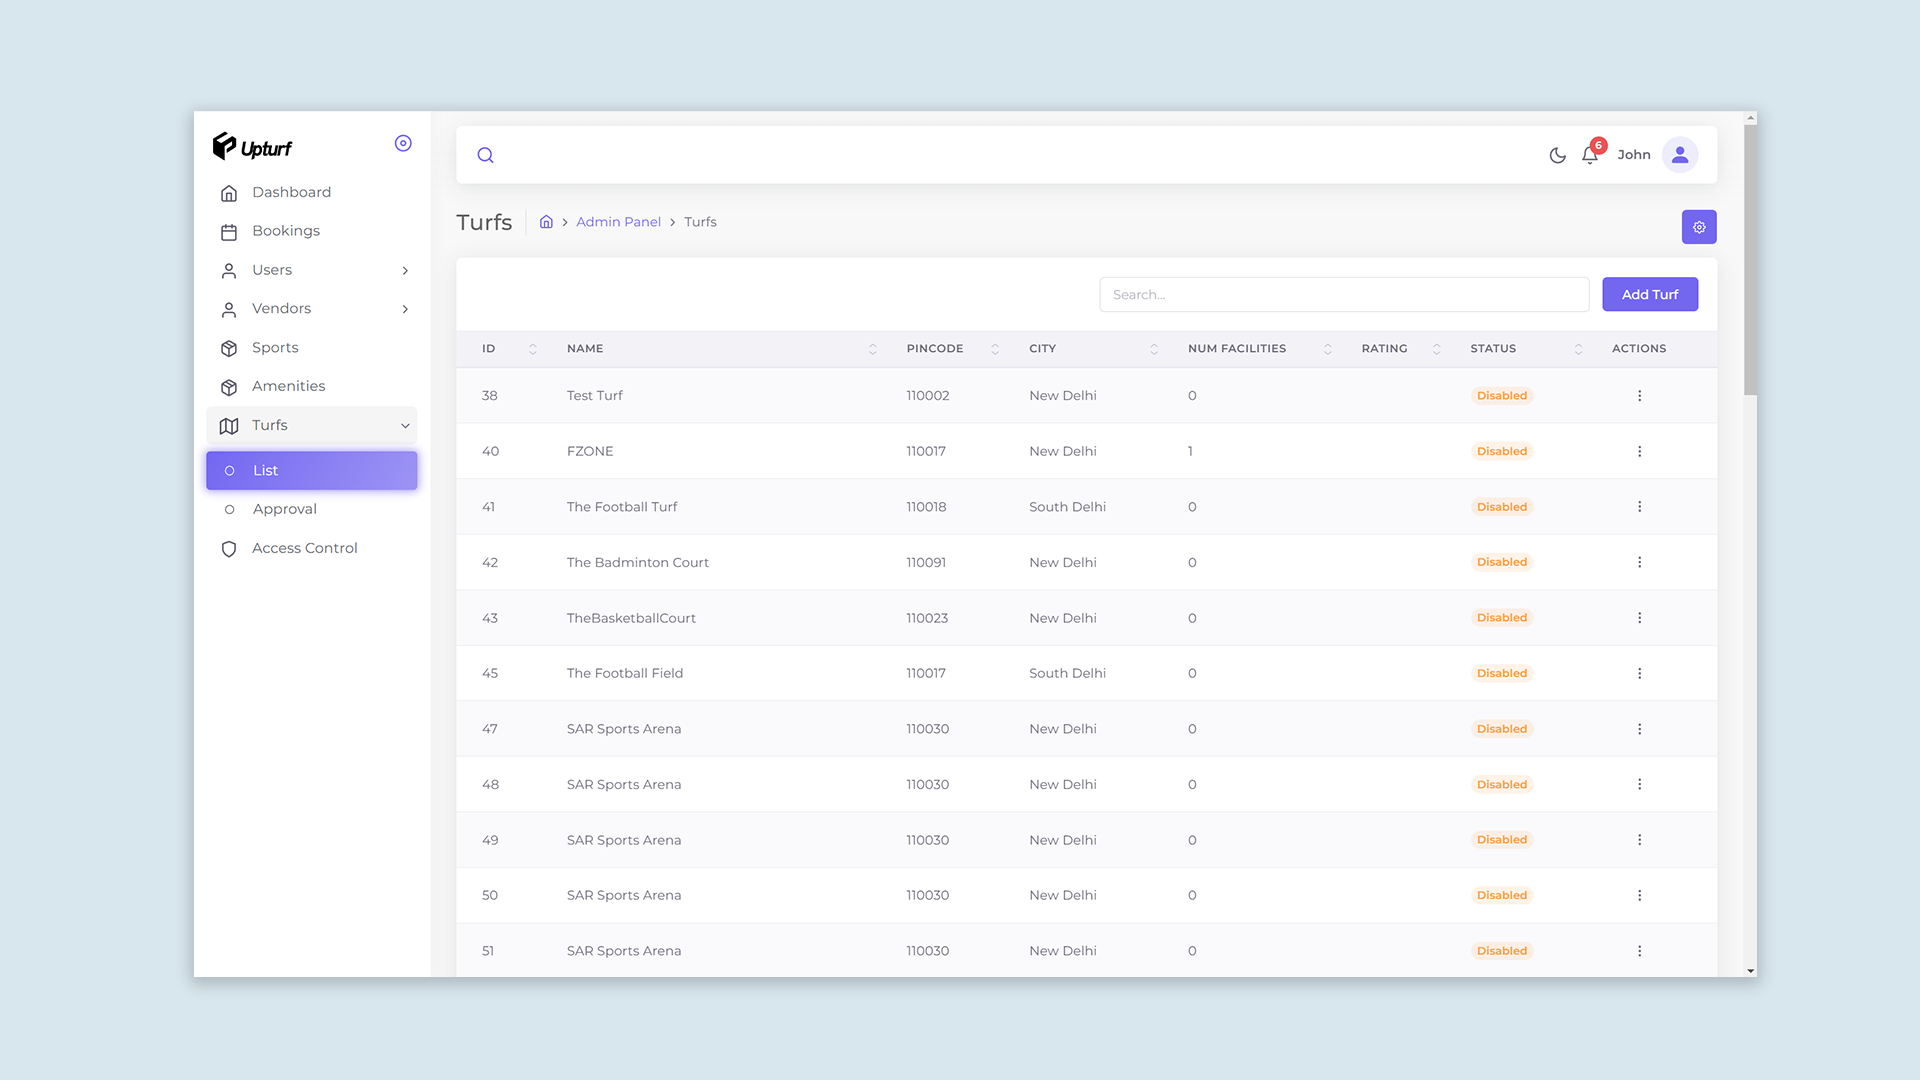 Upturf
6
John
Dashboard
Bookings
Users
Vendors
Sports
Amenities
Turfs
List
Approval
Access Control
Turfs
Admin Panel
Turfs
Search...
Add Turf
ID NAME PINCODE CITY NUM FACILITIES RATING STATUS ACTIONS
38 Test Turf 110002 New Delhi 0 Disabled
40 FZONE 110017 New Delhi 1 Disabled
41 The Football Turf 110018 South Delhi 0 Disabled
42 The Badminton Court 110091 New Delhi 0 Disabled
43 TheBasketballCourt 110023 New Delhi 0 Disabled
45 The Football Field 110017 South Delhi 0 Disabled
47 SAR Sports Arena 110030 New Delhi 0 Disabled
48 SAR Sports Arena 110030 New Delhi 0 Disabled
49 SAR Sports Arena 110030 New Delhi 0 Disabled
50 SAR Sports Arena 110030 New Delhi 0 Disabled
51 SAR Sports Arena 110030 New Delhi 0 Disabled